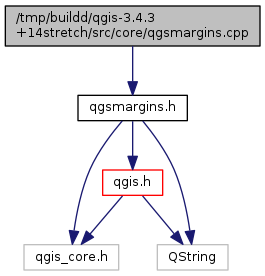 /tmp/buildd/qgis-3.4.3
+14stretch/src/core/qgsmargins.cpp
qgsmargins.h
qgis.h
qgis_core.h
QString